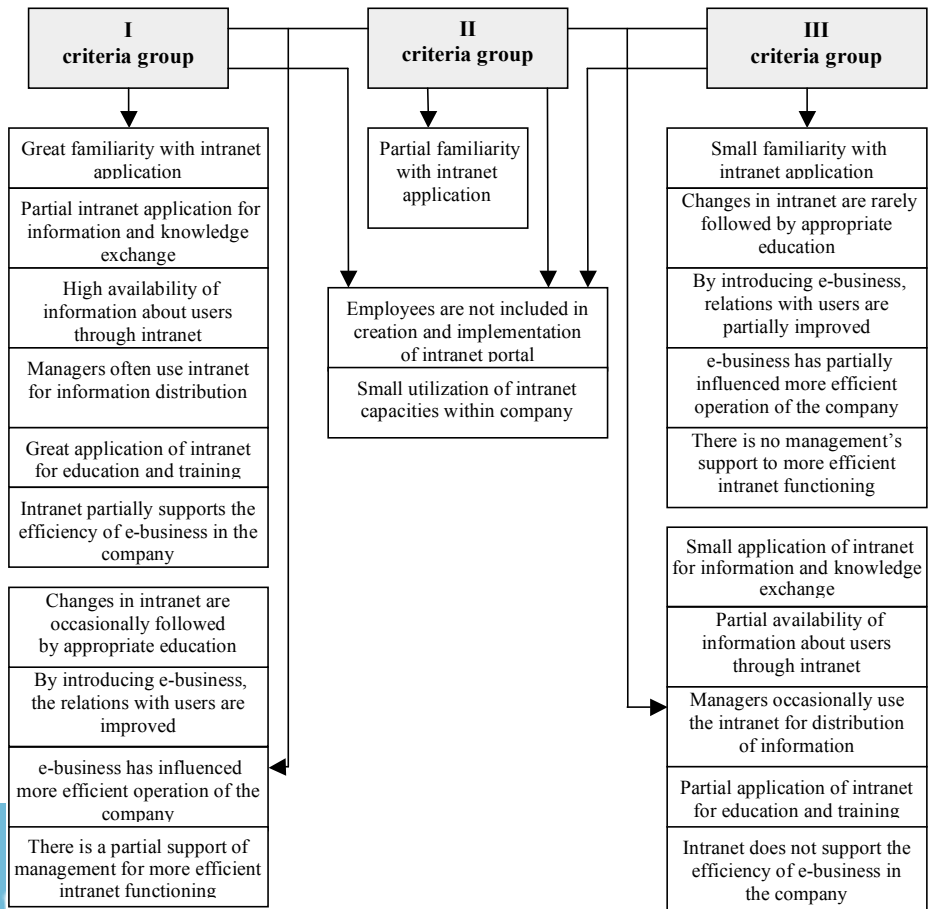 I
criteria group
II
criteria group
III
criteria group
Great familiarity with intranet
application
Partial intranet application for
information and knowledge
exchange
High availability of
information about users
through intranet
Managers often use intranet
for information distribution
Great application of intranet
for education and training
Intranet partially supports the
efficiency of e-business in the
company
Changes in intranet are
occasionally followed
by appropriate education
By introducing e-business,
the relations with users are
improved
e-business has influenced
more efficient operation of the
company
There is a partial support of
management for more efficient
intranet functioning
Partial familiarity
with intranet
application
Employees are not included in
creation and implementation
of intranet portal
Small utilization of intranet
capacities within company
Small familiarity with
intranet application
Changes in intranet are rarely
followed by appropriate
education
By introducing e-business,
relations with users are
partially improved
e-business has partially
influenced more efficient
operation of the company
There is no management's
support to more efficient
intranet functioning
Small application of intranet
for information and knowledge
exchange
Partial availability of
information about users
through intranet
Managers occasionally use
the intranet for distribution
of information
Partial application of intranet
for education and training
Intranet does not support the
efficiency of e-business in
the company